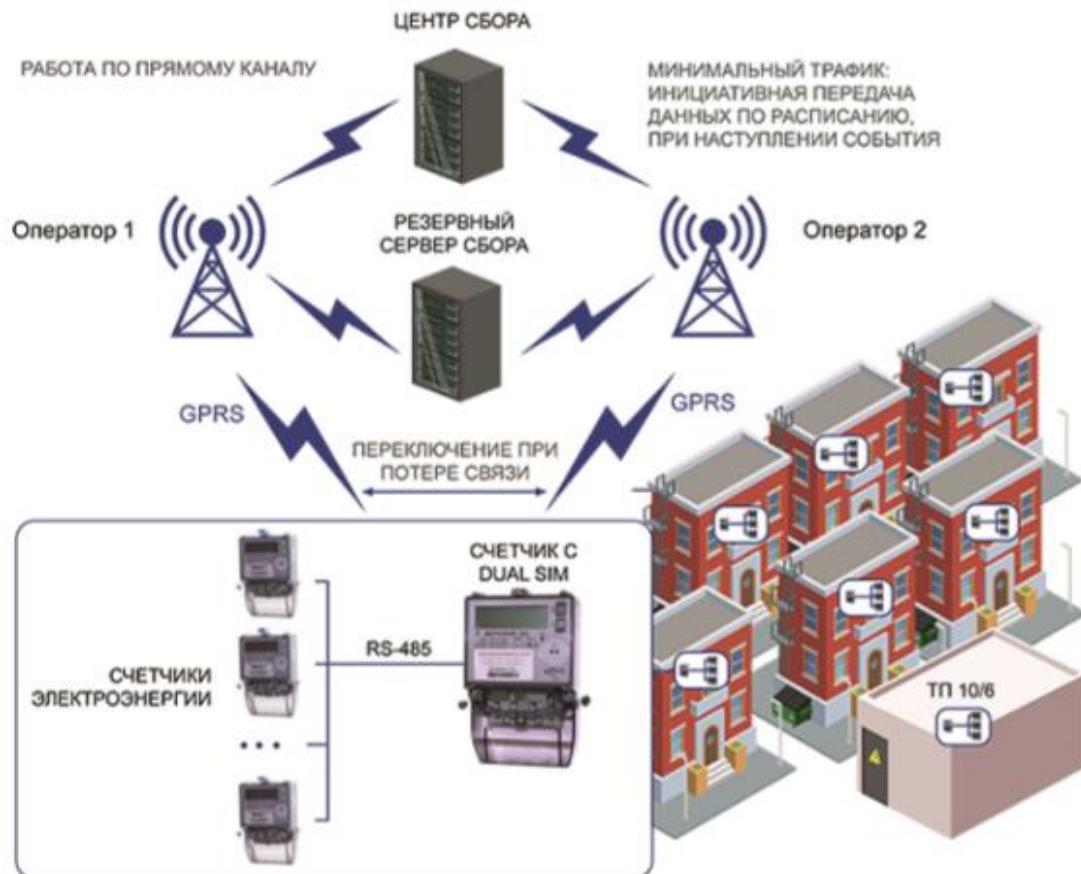 ЦЕНТР СБОРА
РАБОТА ПО ПРЯМОМУ КАНАЛУ
МИНИМАЛЬНЫЙ ТРАФИК:
ИНИЦИАТИВНАЯ ПЕРЕДАЧА
ДАННЫХ ПО РАСПИСАНИЮ,
ПРИ НАСТУПЛЕНИИ СОБЫТИЯ
Оператор 1
РЕЗЕРВНЫЙ
СЕРВЕР СБОРА
Оператор 2
GPRS
GPRS
ПЕРЕКЛЮЧЕНИЕ ПРИ
ПОТЕРЕ СВЯЗИ
СЧЕТЧИК С
DUAL SIM
RS-485
СЧЕТЧИКИ
ЭЛЕКТРОЭНЕРГИИ
...
ТП 10/6